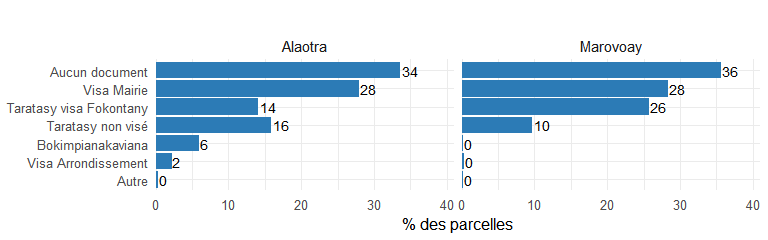 Alaotra Marovoay
Aucun document 34 36
Visa Mairie 28 28
Taratasy visa Fokontany 14 26
Taratasy non visé 16 10
Bokimpianakaviana 6 0
Visa Arrondissement 2 0
Autre 0 0
0 10 20 30 40 0 10 20 30 40
% des parcelles